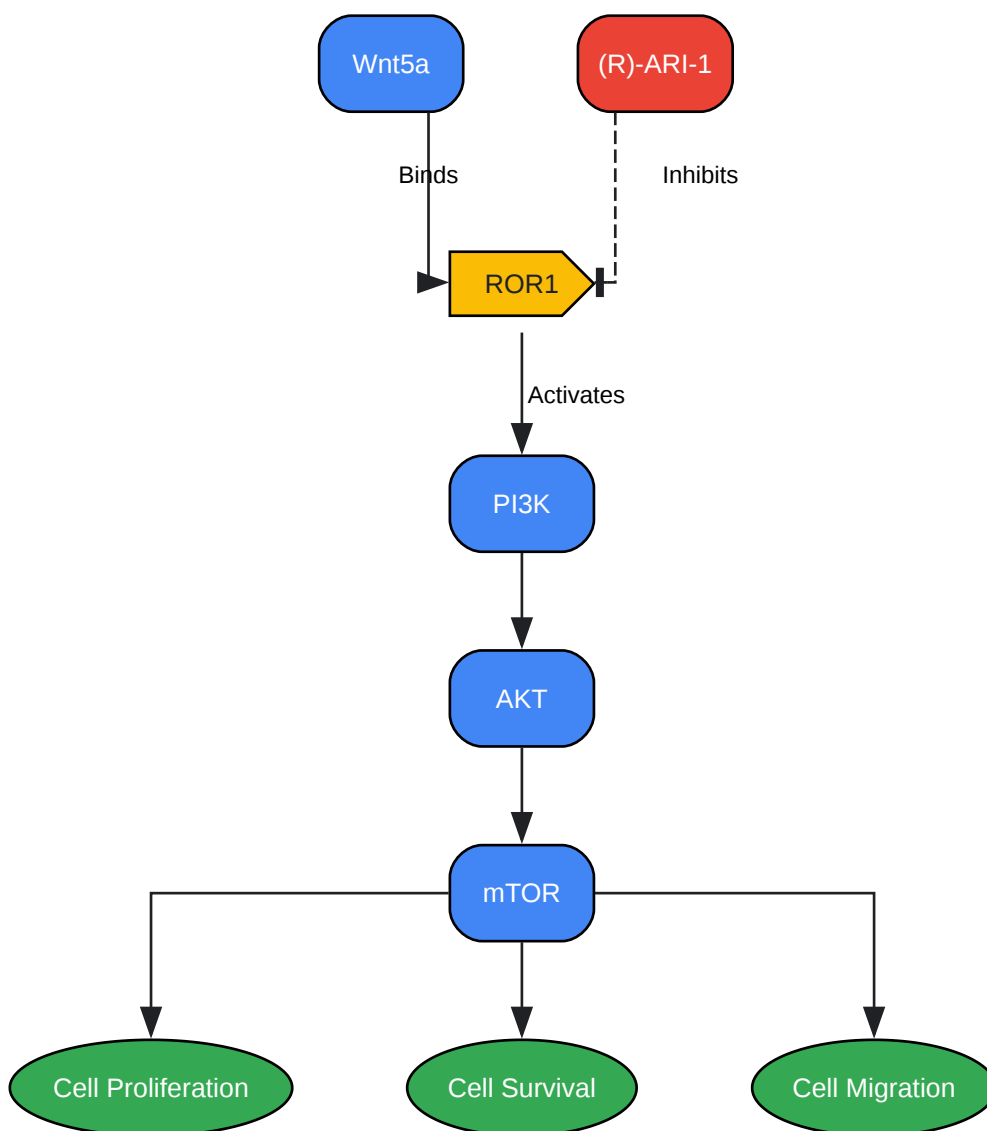 Wnt5a
(R)-ARI-1
Binds
Inhibits
ROR1
Activates
PI3K
AKT
mTOR
Cell Proliferation
Cell Survival
Cell Migration